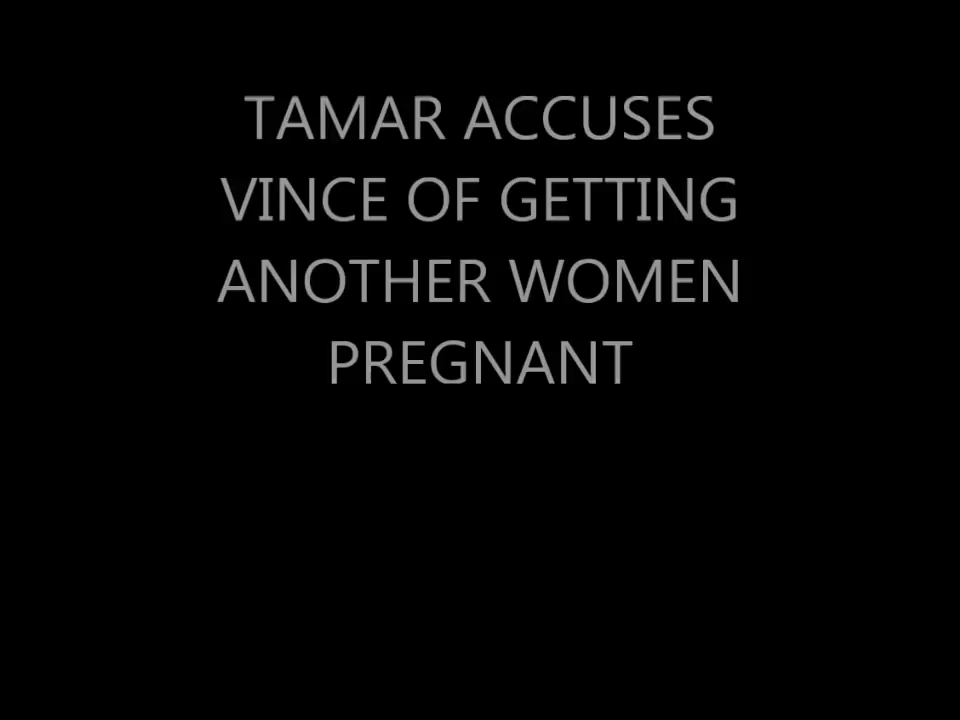 TAMAR ACCUSES
VINCE OF GETTING
ANOTHER WOMEN
PREGNANT